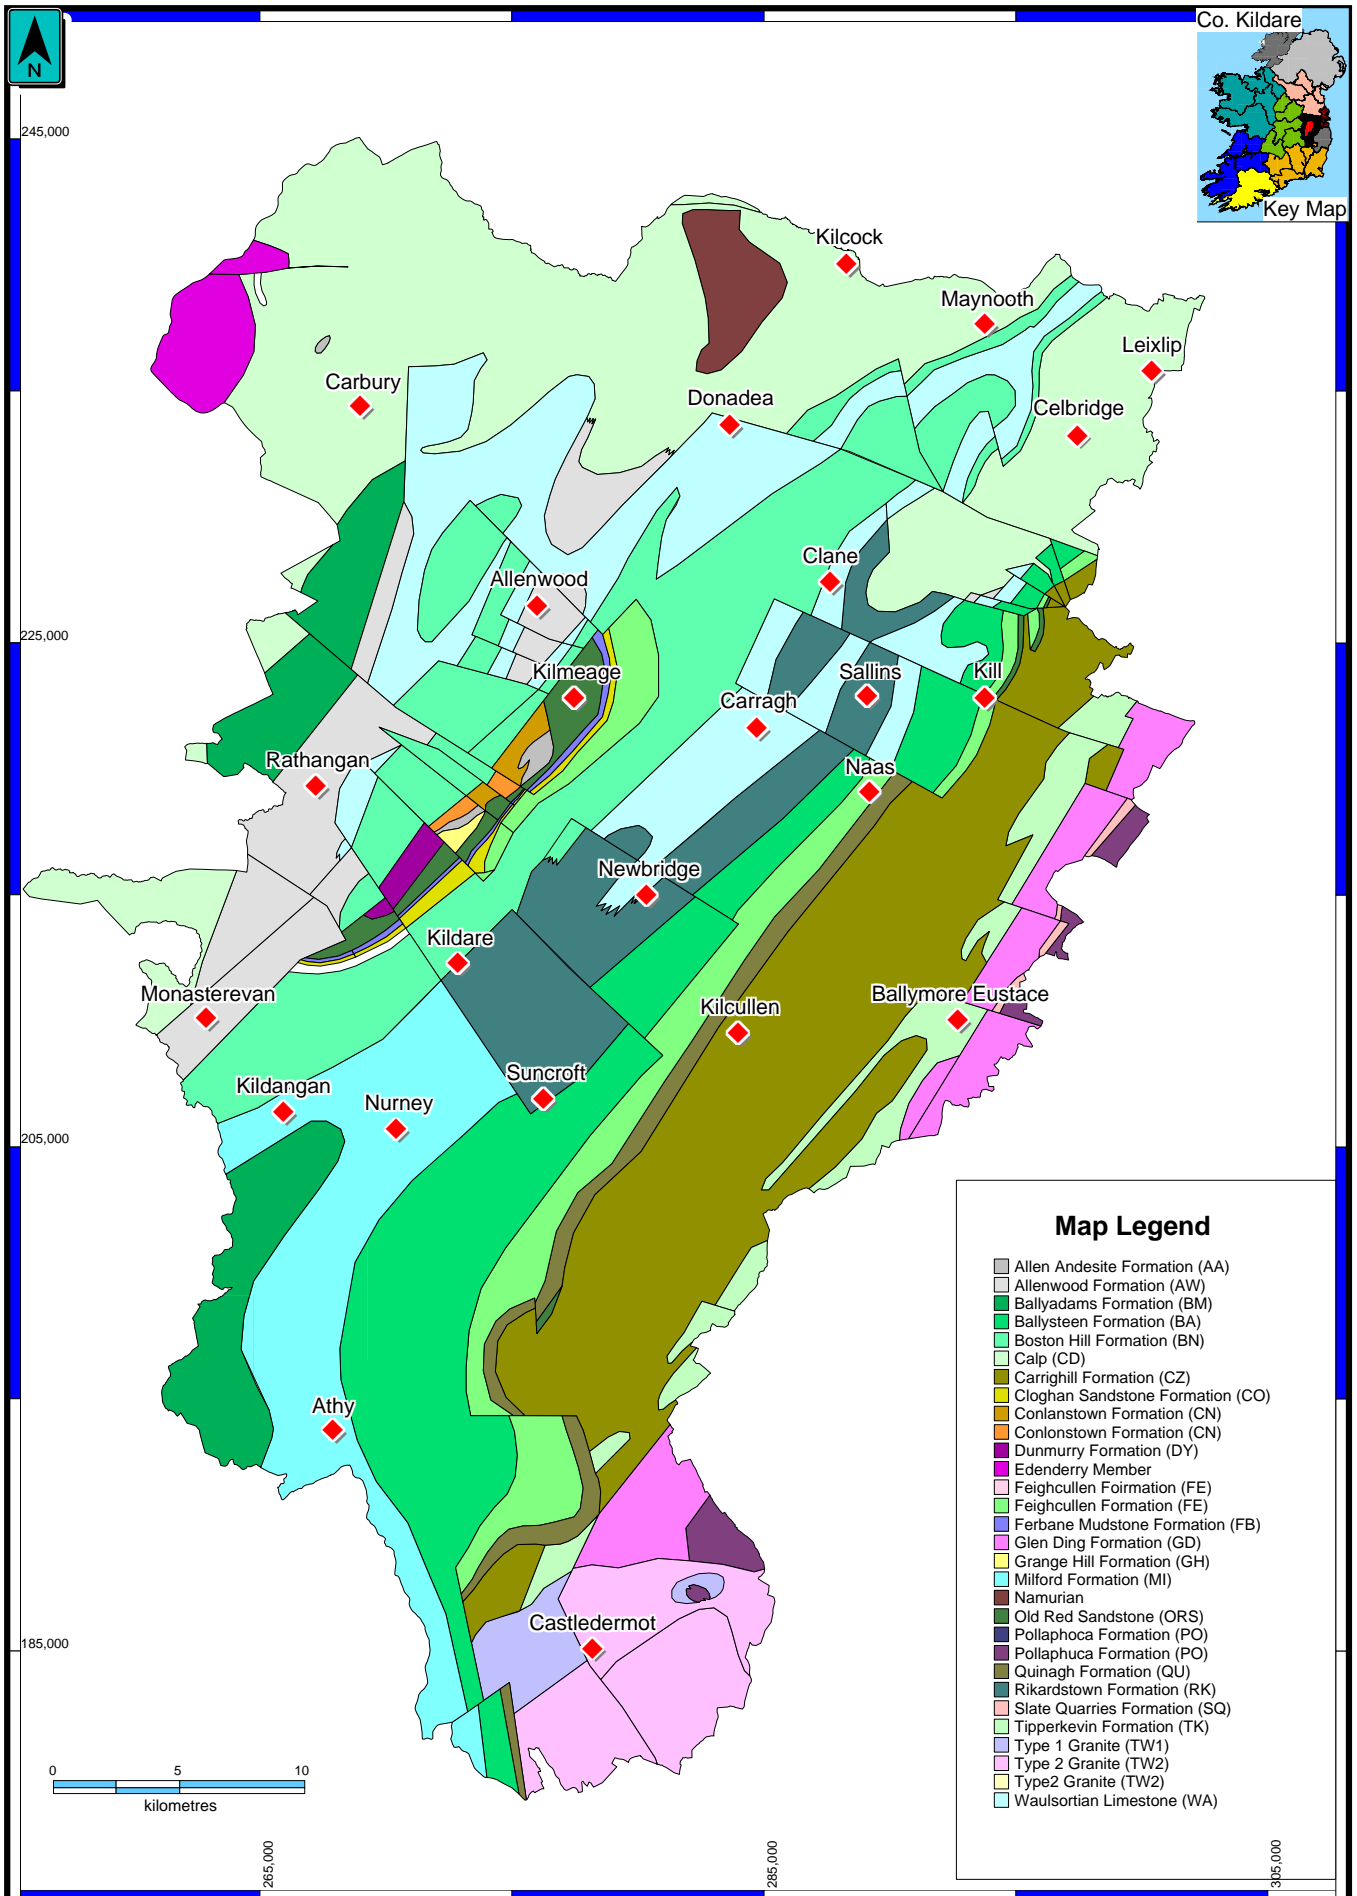 Co. Kildare
Key Map
N
245,000
Kilcock
Maynooth
Leixlip
Carbury
Donadea
Celbridge
Clane
Allenwood
225,000
Kilmeage
Sallins
Kill
Carragh
Rathangan
Naas
Newbridge
Kildare
Monasterevan
Ballymore Eustace
Kilcullen
Suncroft
Kildangan
Nurney
205,000
Athy
Castledermot
185,000
Map Legend
Allen Andesite Formation (AA)
Allenwood Formation (AW)
Ballyadams Formation (BM)
Ballysteen Formation (BA)
Boston Hill Formation (BN)
Calp (CD)
Carrighill Formation (CZ)
Cloghan Sandstone Formation (CO)
Conlanstown Formation (CN)
Conlonstown Formation (CN)
Dunmurry Formation (DY)
Edenderry Member
Feighcullen Foirmation (FE)
Feighcullen Formation (FE)
Ferbane Mudstone Formation (FB)
Glen Ding Formation (GD)
Grange Hill Formation (GH)
Milford Formation (MI)
Namurian
Old Red Sandstone (ORS)
Pollaphoca Formation (PO)
Pollaphuca Formation (PO)
Quinagh Formation (QU)
Rikardstown Formation (RK)
Slate Quarries Formation (SQ)
Tipperkevin Formation (TK)
Type 1 Granite (TW1)
Type 2 Granite (TW2)
Type2 Granite (TW2)
Waulsortian Limestone (WA)
0 5 10
kilometres
265,000
285,000
305,000